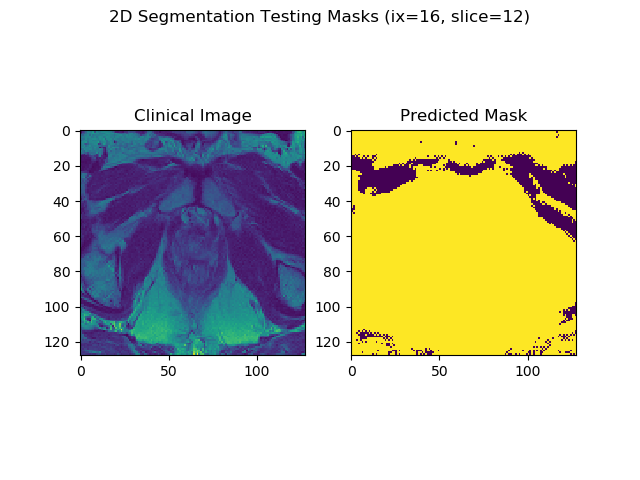 2D Segmentation Testing Masks (ix=16, slice=12)
Clinical Image Predicted Mask
0 0
20 20
40 40
60 60
80 80
100 100
120 120
0 50 100 0 50 100